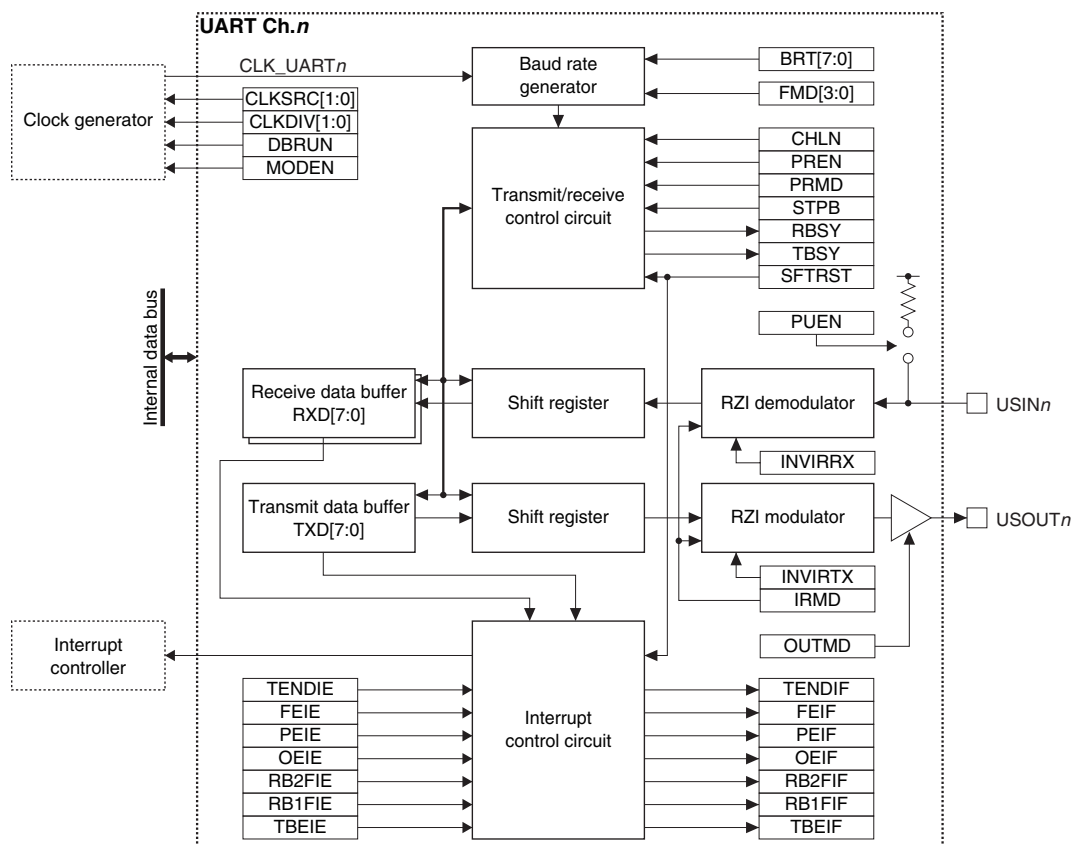 UART Ch.n
CLK_UARTn
Clock generator
CLKSRC[1:0]
CLKDIV[1:0]
DBRUN
MODEN
Baud rate
generator
BRT[7:0]
FMD[3:0]
Transmit/receive
control circuit
CHLN
PREN
PRMD
STPB
RBSY
TBSY
SFTRST
PUEN
Internal data bus
Receive data buffer
RXD[7:0]
Shift register
RZI demodulator
USINn
INVIRRX
Transmit data buffer
TXD[7:0]
Shift register
RZI modulator
USOUTn
INVIRTX
IRMD
OUTMD
Interrupt
controller
Interrupt
control circuit
TENDIE
FEIE
PEIE
OEIE
RB2FIE
RB1FIE
TBEIE
TENDIF
FEIF
PEIF
OEIF
RB2FIF
RB1FIF
TBEIF